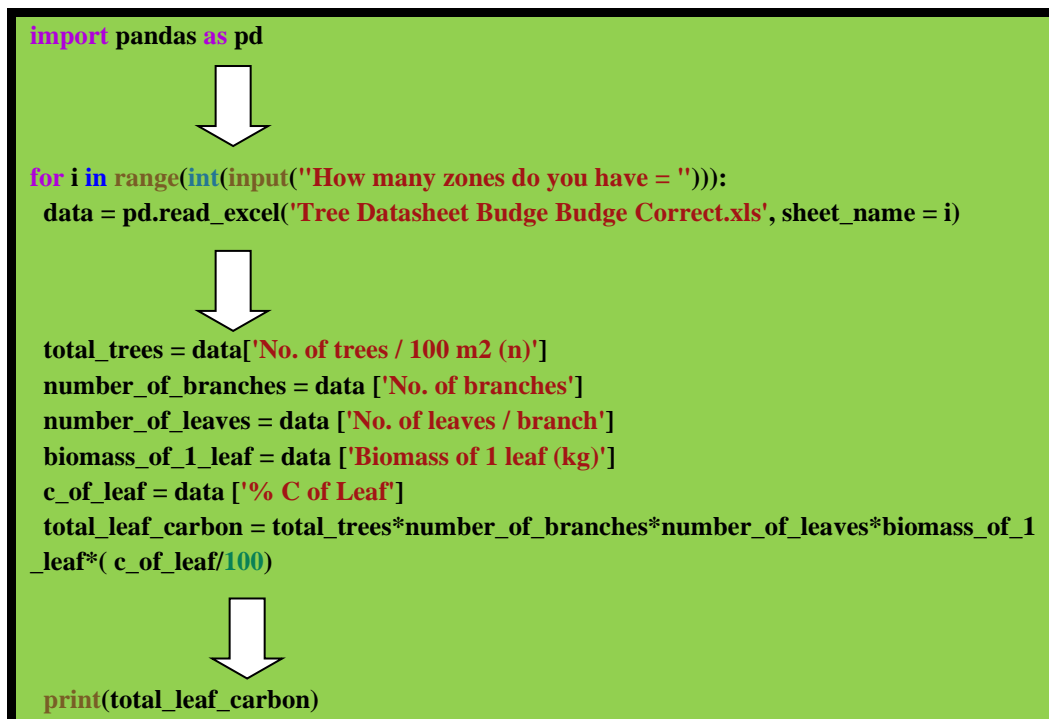 import pandas as pd
for i in range(int(input("How many zones do you have = "))):
data = pd.read_excel('Tree Datasheet Budge Budge Correct.xls', sheet_name = i)
total_trees = data['No. of trees / 100 m2 (n)']
number_of_branches = data ['No. of branches']
number_of_leaves = data ['No. of leaves / branch']
biomass_of_1_leaf = data ['Biomass of 1 leaf (kg)']
c_of_leaf = data ['% C of Leaf']
total_leaf_carbon = total_trees*number_of_branches*number_of_leaves*biomass_of_1
_leaf*( c_of_leaf/100)
print(total_leaf_carbon)